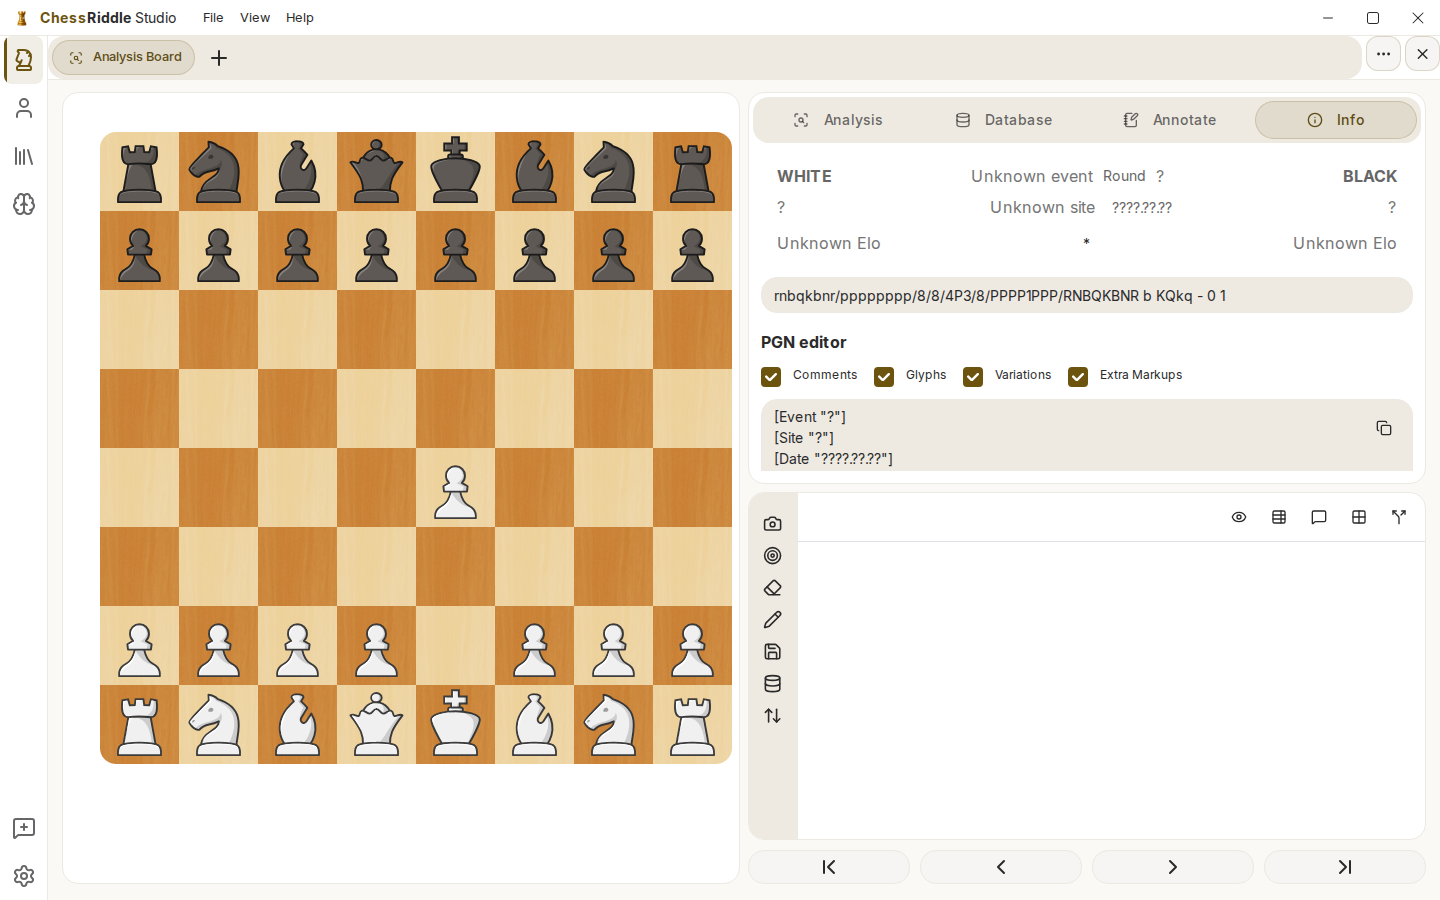 ChessRiddle Studio File View Help
Analysis Board
Analysis Database Annotate Info
WHITE Unknown event Round ? BLACK
? Unknown site ????.??.?? ?
Unknown Elo * Unknown Elo
rnbqkbnr/pppppppp/8/8/4P3/8/PPPP1PPP/RNBQKBNR b KQkq - 0 1
PGN editor
Comments Glyphs Variations Extra Markups
[Event "?"]
[Site "?"]
[Date "????.??.??"]